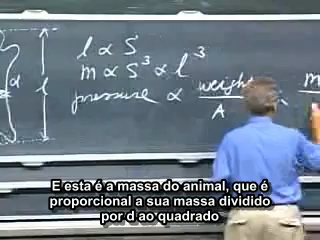 l ∝ S
m ∝ S³ ∝ l³
pressure ∝ weight / A ∝ m
d
l
E esta é a massa do animal, que é
proporcional a sua massa dividido
por d ao quadrado